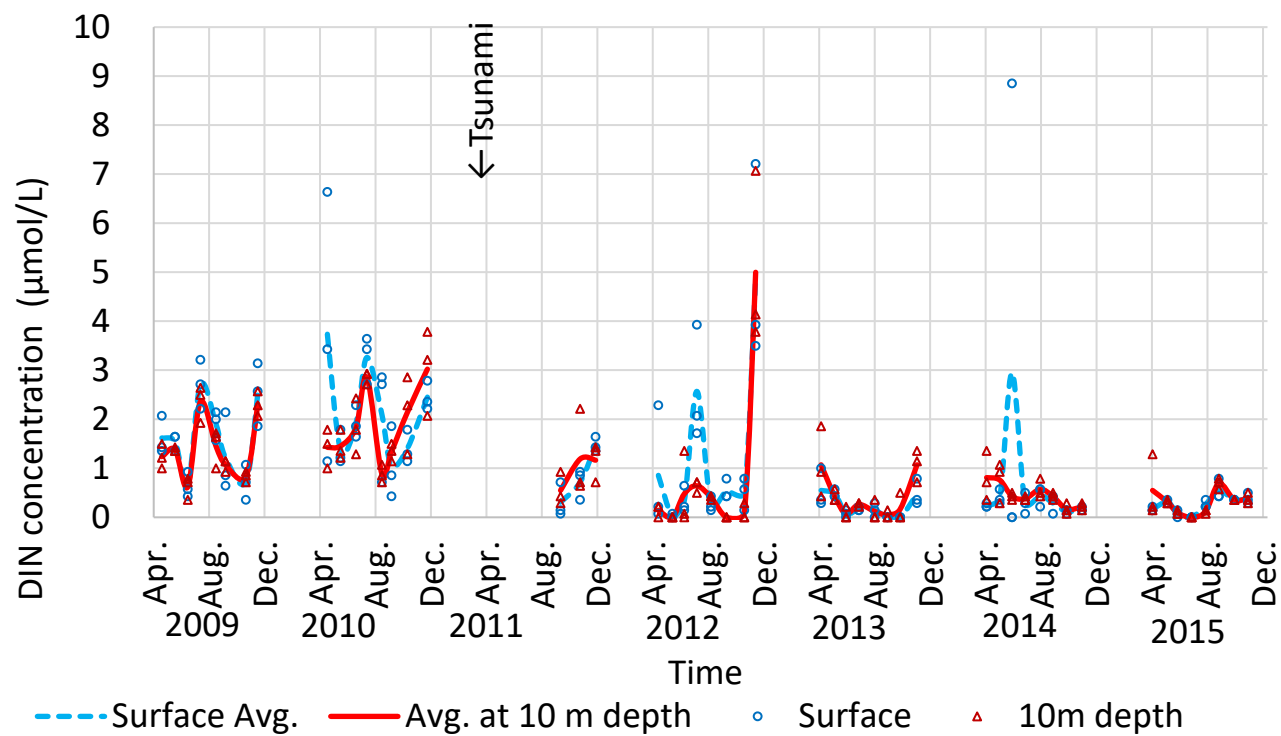 10
9
8
7
6
5
4
3
2
1
0
DIN concentration (μmol/L)
←Tsunami
Apr. Aug. Dec. Apr. Aug. Dec. Apr. Aug. Dec. Apr. Aug. Dec. Apr. Aug. Dec. Apr. Aug. Dec. Apr. Aug. Dec.
2009 2010 2011 2012 2013 2014 2015
Time
Surface Avg. Avg. at 10 m depth Surface 10m depth